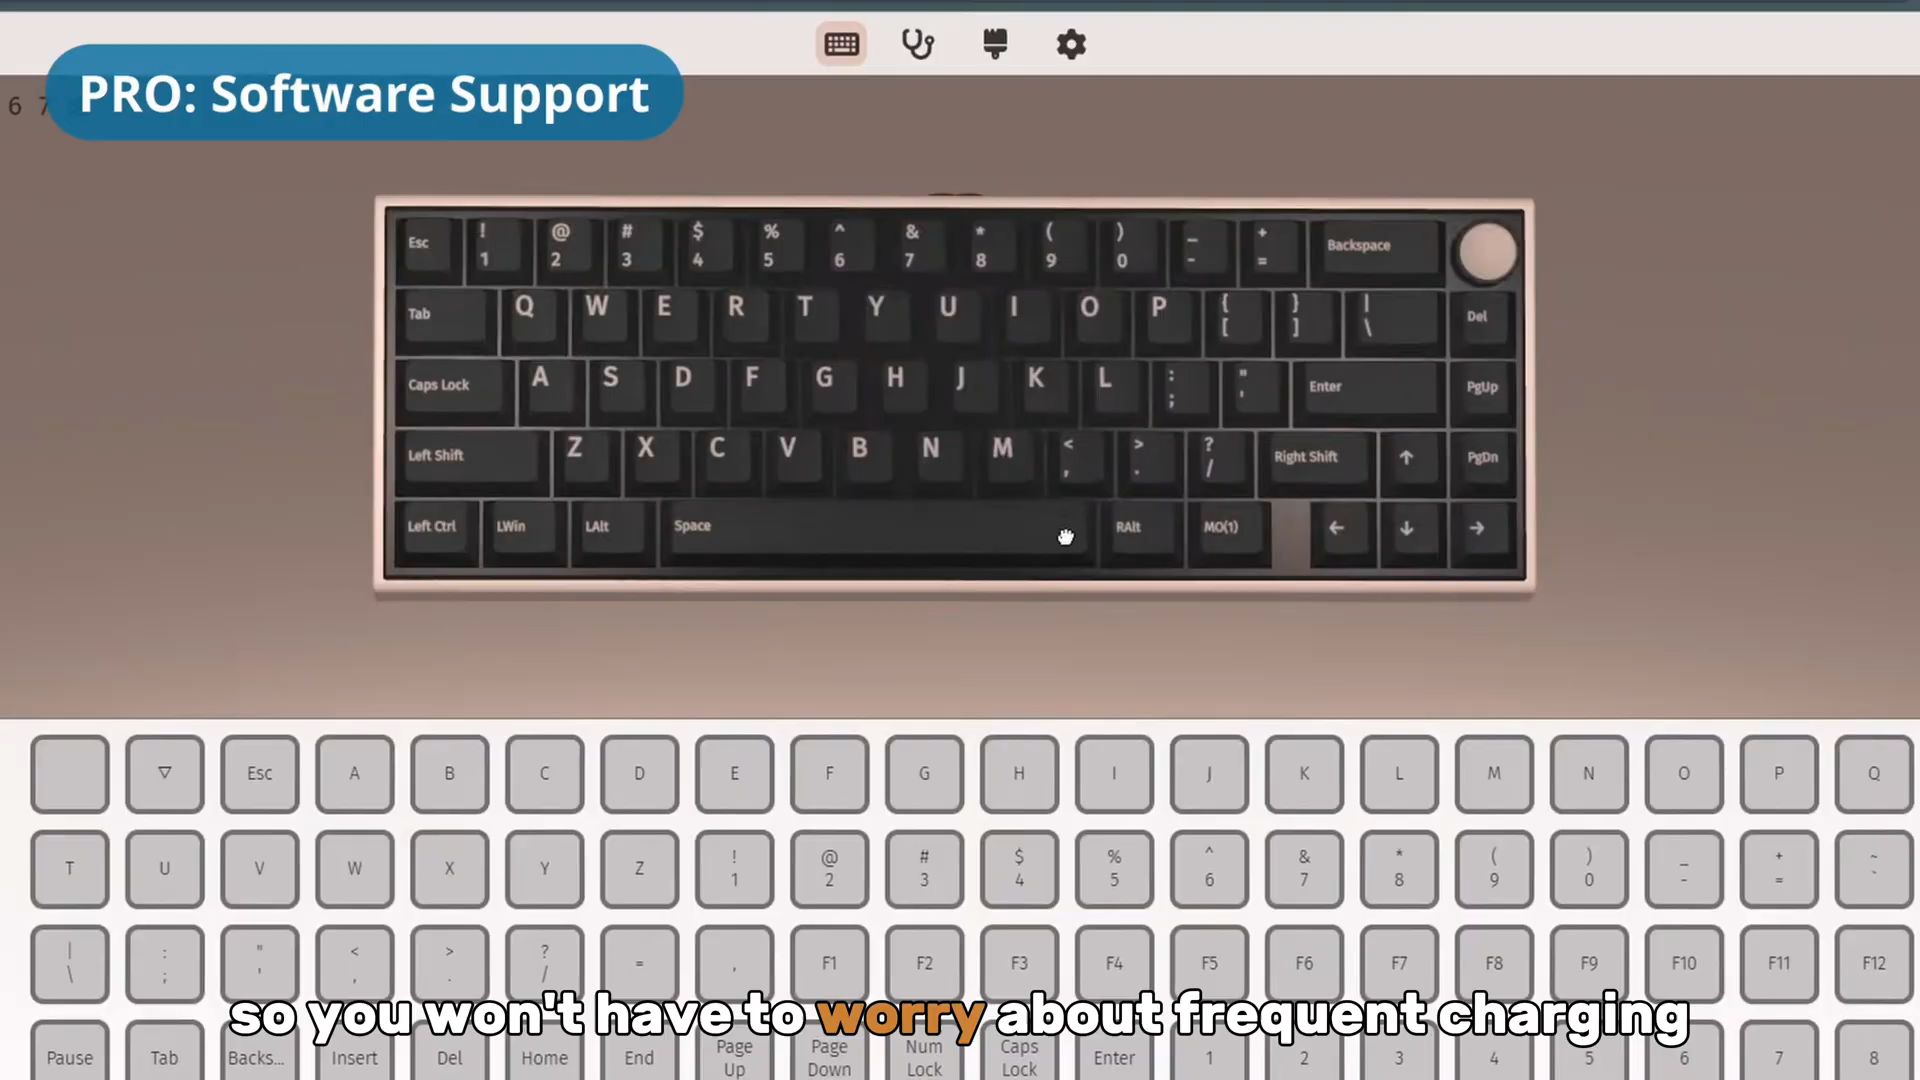 PRO: Software Support
6 7
Esc ! 1 @ 2 # 3 $ 4 % 5 ^ 6 & 7 * 8 ( 9 ) 0 _ - + = Backspace
Tab Q W E R T Y U I O P { [ } ] | \ Del
Caps Lock A S D F G H J K L : ; " ' Enter PgUp
Left Shift Z X C V B N M < , > . ? / Right Shift ↑ PgDn
Left Ctrl LWin LAlt Space RAlt MO(1) ← ↓ →
▽ Esc A B C D E F G H I J K L M N O P Q
T U V W X Y Z ! 1 @ 2 # 3 $ 4 % 5 ^ 6 & 7 * 8 ( 9 ) 0 _ - + = ~ `
| \ : ; " ' < , > . ? / = , F1 F2 F3 F4 F5 F6 F7 F8 F9 F10 F11 F12
so you won't have to worry about frequent charging
Pause Tab Backs... Insert Del Home End Page Up Page Down Num Lock Caps Lock Enter 1 2 3 4 5 6 7 8